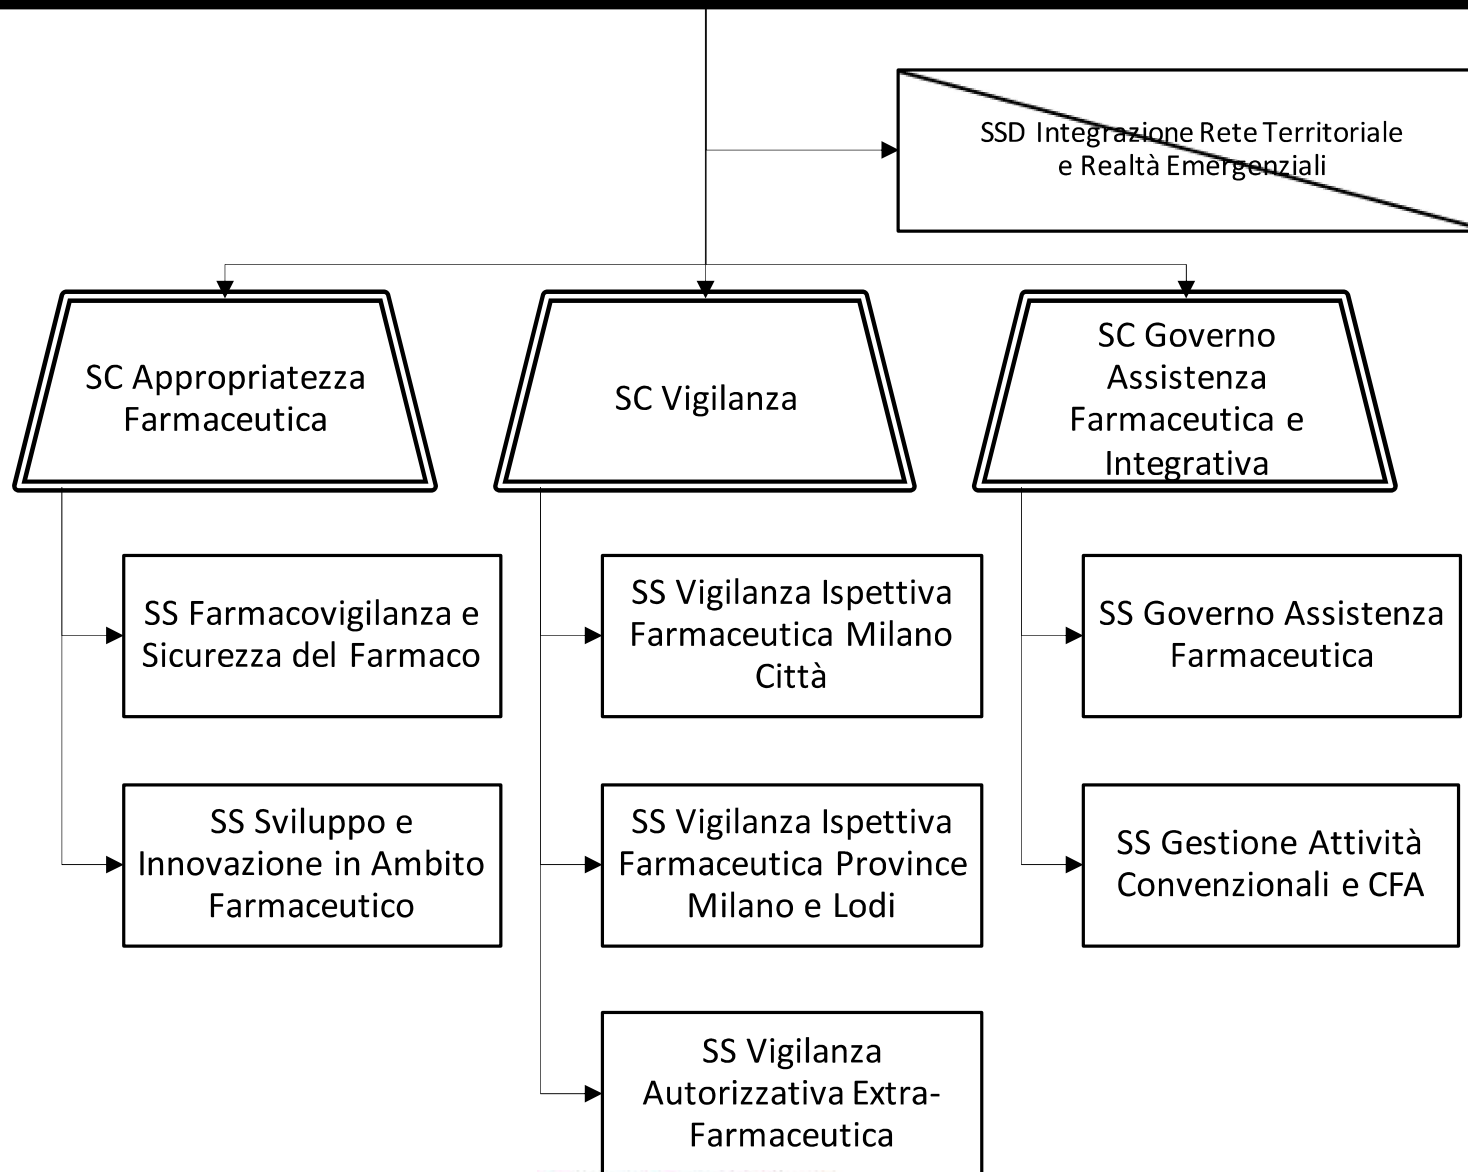 SSD Integrazione Rete Territoriale
e Realtà Emergenziali
SC Appropriatezza
Farmaceutica
SC Vigilanza
SC Governo
Assistenza
Farmaceutica e
Integrativa
SS Farmacovigilanza e
Sicurezza del Farmaco
SS Vigilanza Ispettiva
Farmaceutica Milano
Città
SS Governo Assistenza
Farmaceutica
SS Sviluppo e
Innovazione in Ambito
Farmaceutico
SS Vigilanza Ispettiva
Farmaceutica Province
Milano e Lodi
SS Gestione Attività
Convenzionali e CFA
SS Vigilanza
Autorizzativa Extra-
Farmaceutica